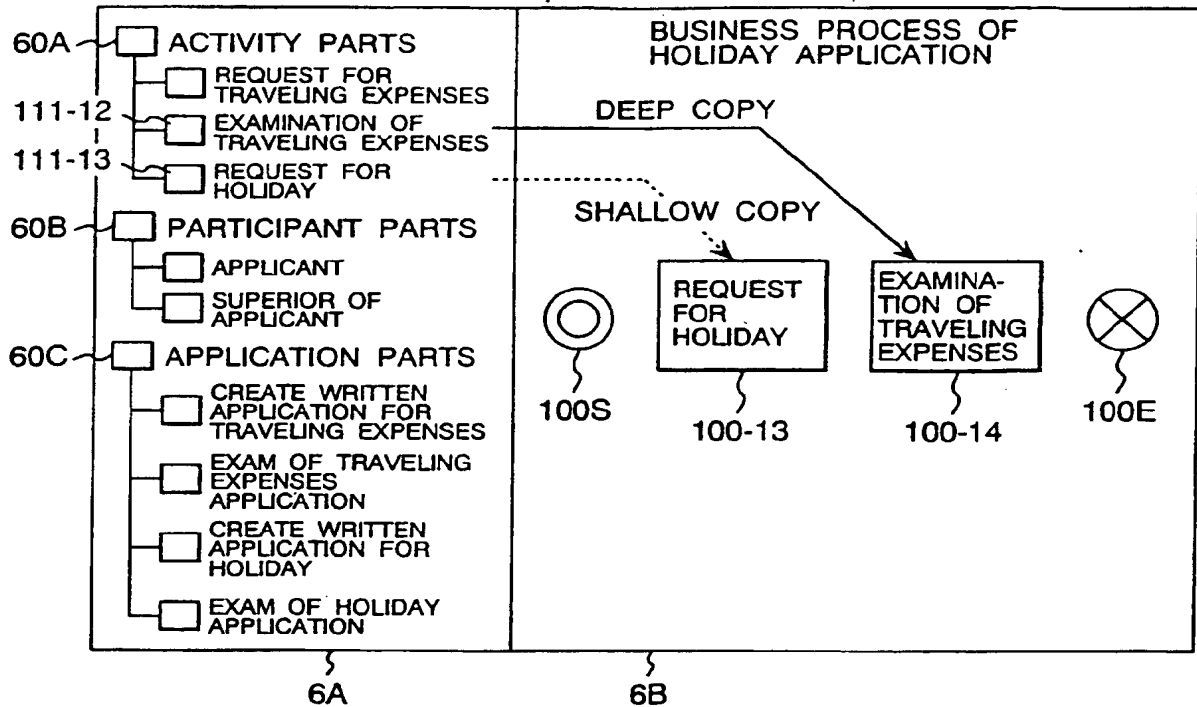 60A
ACTIVITY PARTS
REQUEST FOR
TRAVELING EXPENSES
111-12
EXAMINATION OF
TRAVELING EXPENSES
111-13
REQUEST FOR
HOLIDAY
60B
PARTICIPANT PARTS
APPLICANT
SUPERIOR OF
APPLICANT
60C
APPLICATION PARTS
CREATE WRITTEN
APPLICATION FOR
TRAVELING EXPENSES
EXAM OF TRAVELING
EXPENSES
APPLICATION
CREATE WRITTEN
APPLICATION FOR
HOLIDAY
EXAM OF HOLIDAY
APPLICATION
6A
BUSINESS PROCESS OF
HOLIDAY APPLICATION
DEEP COPY
SHALLOW COPY
REQUEST
FOR
HOLIDAY
EXAMINA-
TION OF
TRAVELING
EXPENSES
100S
100-13
100-14
100E
6B